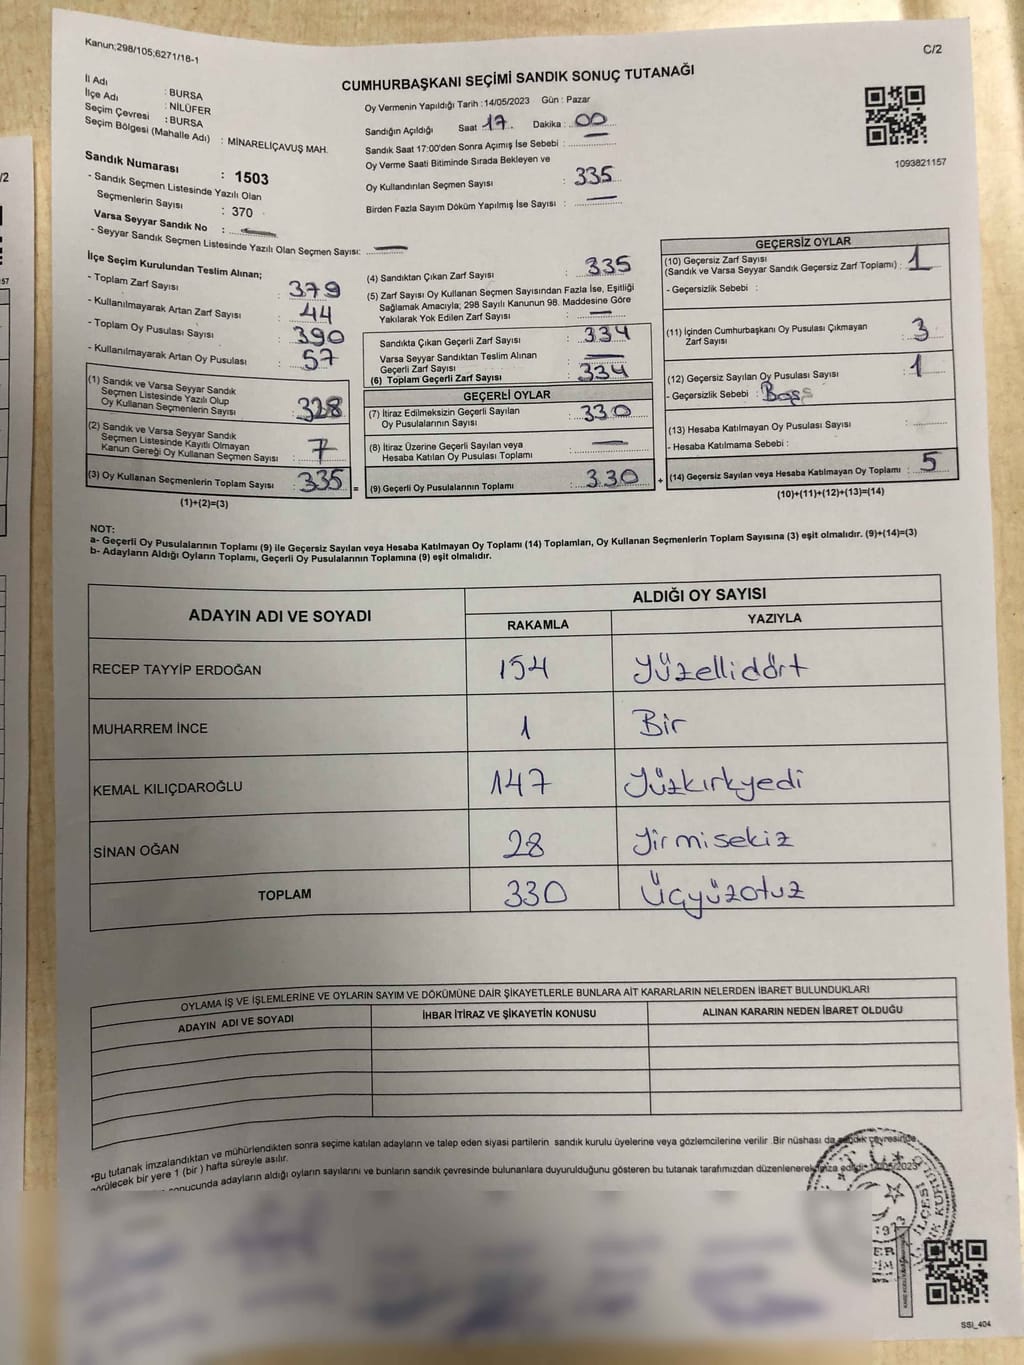 Kanun;298/105;6271/18-1
C/2
CUMHURBAŞKANI SEÇİMİ SANDIK SONUÇ TUTANAĞI
İl Adı : BURSA
İlçe Adı : NİLÜFER
Seçim Çevresi : BURSA
Seçim Bölgesi (Mahalle Adı) : MİNARELİÇAVUŞ MAH.
Oy Vermenin Yapıldığı Tarih :14/05/2023 Gün : Pazar
Sandığın Açıldığı Saat 17. Dakika : 00
Sandık Saat 17:00'den Sonra Açımış İse Sebebi :
Oy Verme Saati Bitiminde Sırada Bekleyen ve
Oy Kullandırılan Seçmen Sayısı : 335
Birden Fazla Sayım Döküm Yapılmış İse Sayısı : —
1093821157
Sandık Numarası : 1503
- Sandık Seçmen Listesinde Yazılı Olan
Seçmenlerin Sayısı : 370
Varsa Seyyar Sandık No : —
- Seyyar Sandık Seçmen Listesinde Yazılı Olan Seçmen Sayısı: —
İlçe Seçim Kurulundan Teslim Alınan;
- Toplam Zarf Sayısı : 379
- Kullanılmayarak Artan Zarf Sayısı : 44
- Toplam Oy Pusulası Sayısı : 390
- Kullanılmayarak Artan Oy Pusulası : 57
(1) Sandık ve Varsa Seyyar Sandık
Seçmen Listesinde Yazılı Olup
Oy Kullanan Seçmenlerin Sayısı : 328
(2) Sandık ve Varsa Seyyar Sandık
Seçmen Listesinde Kayıtlı Olmayan
Kanun Gereği Oy Kullanan Seçmen Sayısı : 7
(3) Oy Kullanan Seçmenlerin Toplam Sayısı : 335 =
(1)+(2)=(3)
(4) Sandıktan Çıkan Zarf Sayısı : 335
(5) Zarf Sayısı Oy Kullanan Seçmen Sayısından Fazla İse, Eşitliği
Sağlamak Amacıyla; 298 Sayılı Kanunun 98. Maddesine Göre
Yakılarak Yok Edilen Zarf Sayısı : —
Sandıkta Çıkan Geçerli Zarf Sayısı : 334
Varsa Seyyar Sandıktan Teslim Alınan
Geçerli Zarf Sayısı : —
(6) Toplam Geçerli Zarf Sayısı : 334
GEÇERLİ OYLAR
(7) İtiraz Edilmeksizin Geçerli Sayılan
Oy Pusulalarının Sayısı : 330
(8) İtiraz Üzerine Geçerli Sayılan veya
Hesaba Katılan Oy Pusulası Toplamı : —
(9) Geçerli Oy Pusulalarının Toplamı : 330 +
GEÇERSİZ OYLAR
(10) Geçersiz Zarf Sayısı
(Sandık ve Varsa Seyyar Sandık Geçersiz Zarf Toplamı) : 1
- Geçersizlik Sebebi :
(11) İçinden Cumhurbaşkanı Oy Pusulası Çıkmayan
Zarf Sayısı : 3
(12) Geçersiz Sayılan Oy Pusulası Sayısı : 1
- Geçersizlik Sebebi :
(13) Hesaba Katılmayan Oy Pusulası Sayısı :
- Hesaba Katılmama Sebebi :
(14) Geçersiz Sayılan veya Hesaba Katılmayan Oy Toplamı : 5
(10)+(11)+(12)+(13)=(14)
NOT:
a- Geçerli Oy Pusulalarının Toplamı (9) ile Geçersiz Sayılan veya Hesaba Katılmayan Oy Toplamı (14) Toplamları, Oy Kullanan Seçmenlerin Toplam Sayısına (3) eşit olmalıdır. (9)+(14)=(3)
b- Adayların Aldığı Oyların Toplamı, Geçerli Oy Pusulalarının Toplamına (9) eşit olmalıdır.
ADAYIN ADI VE SOYADI
ALDIĞI OY SAYISI
RAKAMLA YAZIYLA
RECEP TAYYİP ERDOĞAN 154 Yüzellidört
MUHARREM İNCE 1 Bir
KEMAL KILIÇDAROĞLU 147 Yüzkırkyedi
SİNAN OĞAN 28 Yirmisekiz
TOPLAM 330 Üçyüzotuz
OYLAMA İŞ VE İŞLEMLERİNE VE OYLARIN SAYIM VE DÖKÜMÜNE DAİR ŞİKAYETLERLE BUNLARA AİT KARARLARIN NELERDEN İBARET BULUNDUKLARI
ADAYIN ADI VE SOYADI İHBAR İTİRAZ VE ŞİKAYETİN KONUSU ALINAN KARARIN NEDEN İBARET OLDUĞU
*Bu tutanak imzalandıktan ve mühürlendikten sonra seçime katılan adayların ve talep eden siyasi partilerin sandık kurulu üyelerine veya gözlemcilerine verilir .Bir nüshası da sandık çevresinde
görülecek bir yere 1 (bir ) hafta süreyle asılır.
sonucunda adayların aldığı oyların sayılarını ve bunların sandık çevresinde bulunanlara duyurulduğunu gösteren bu tutanak tarafımızdan düzenlenerek imza edildi. 14/05/2023
SSİ_404